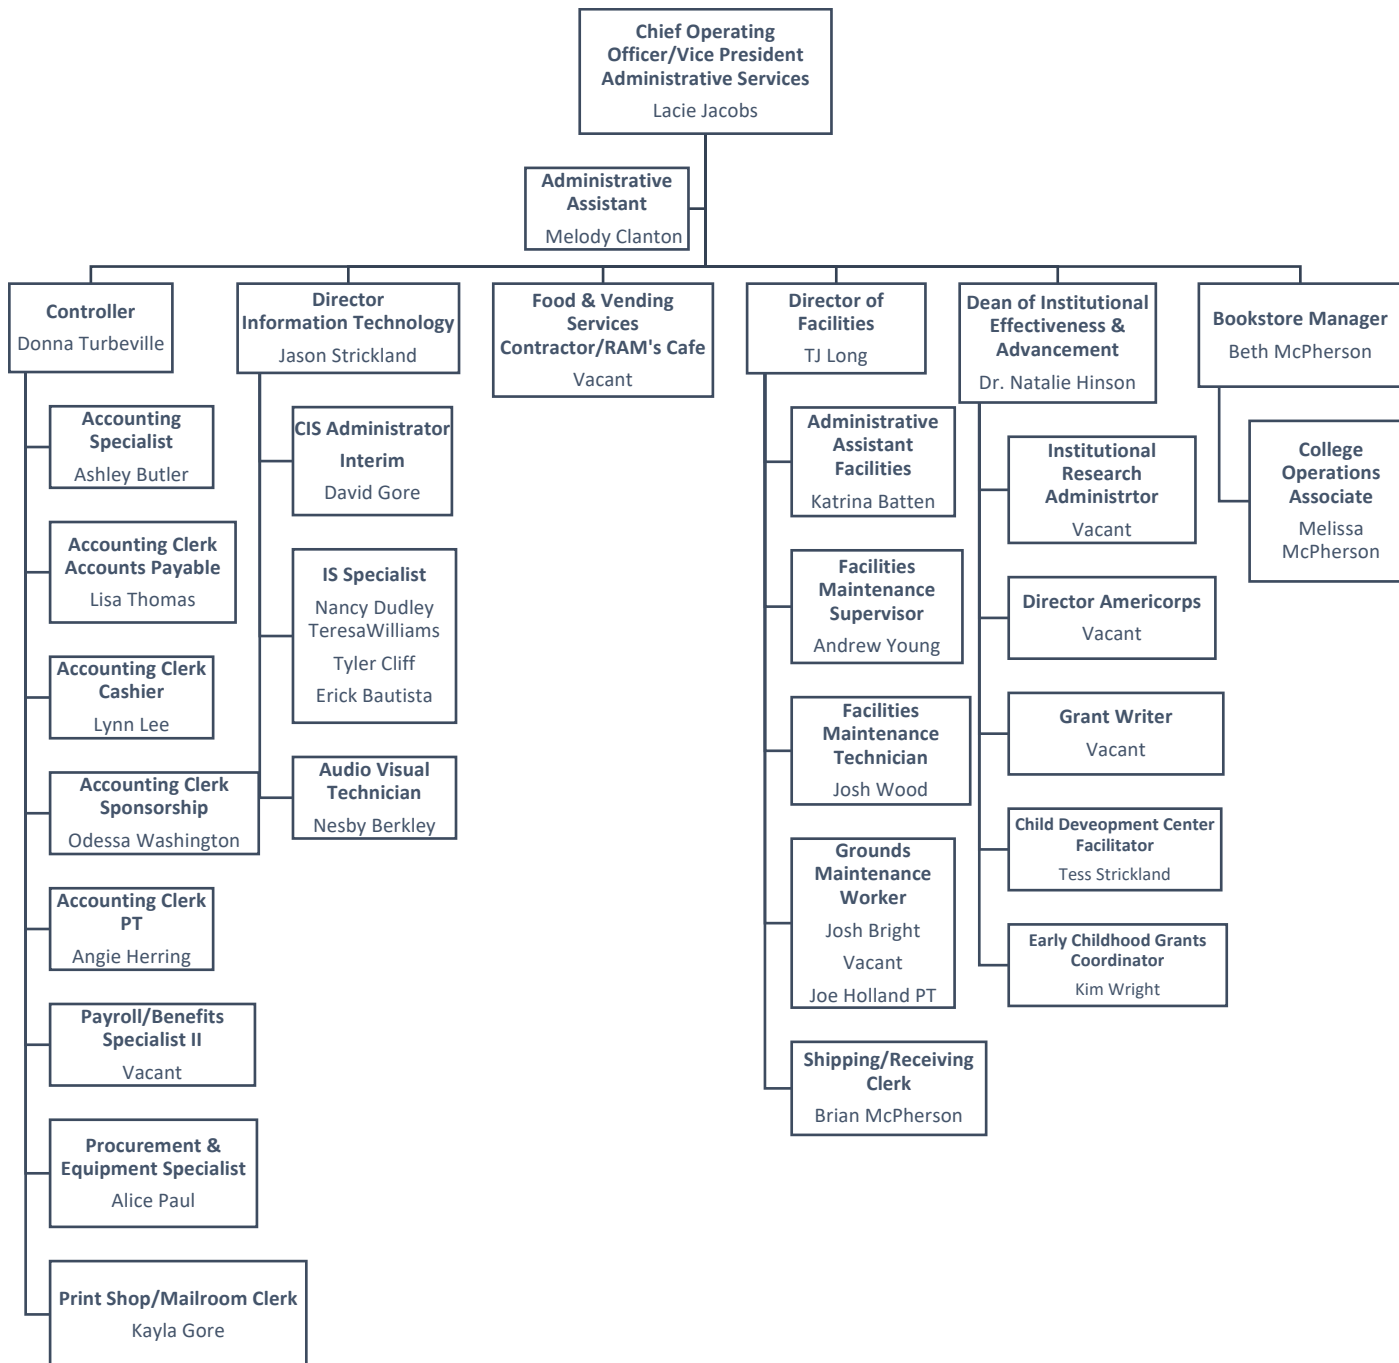 Chief Operating
Officer/Vice President
Administrative Services
Lacie Jacobs
Administrative
Assistant
Melody Clanton
Controller
Donna Turbeville
Accounting
Specialist
Ashley Butler
Accounting Clerk
Accounts Payable
Lisa Thomas
Accounting Clerk
Cashier
Lynn Lee
Accounting Clerk
Sponsorship
Odessa Washington
Accounting Clerk
PT
Angie Herring
Payroll/Benefits
Specialist II
Vacant
Procurement &
Equipment Specialist
Alice Paul
Print Shop/Mailroom Clerk
Kayla Gore
Director
Information Technology
Jason Strickland
CIS Administrator
Interim
David Gore
IS Specialist
Nancy Dudley
TeresaWilliams
Tyler Cliff
Erick Bautista
Audio Visual
Technician
Nesby Berkley
Food & Vending
Services
Contractor/RAM's Cafe
Vacant
Director of
Facilities
TJ Long
Administrative
Assistant
Facilities
Katrina Batten
Facilities
Maintenance
Supervisor
Andrew Young
Facilities
Maintenance
Technician
Josh Wood
Grounds
Maintenance
Worker
Josh Bright
Vacant
Joe Holland PT
Shipping/Receiving
Clerk
Brian McPherson
Dean of Institutional
Effectiveness &
Advancement
Dr. Natalie Hinson
Institutional
Research
Administrtor
Vacant
Director Americorps
Vacant
Grant Writer
Vacant
Child Deveopment Center
Facilitator
Tess Strickland
Early Childhood Grants
Coordinator
Kim Wright
Bookstore Manager
Beth McPherson
College
Operations
Associate
Melissa
McPherson